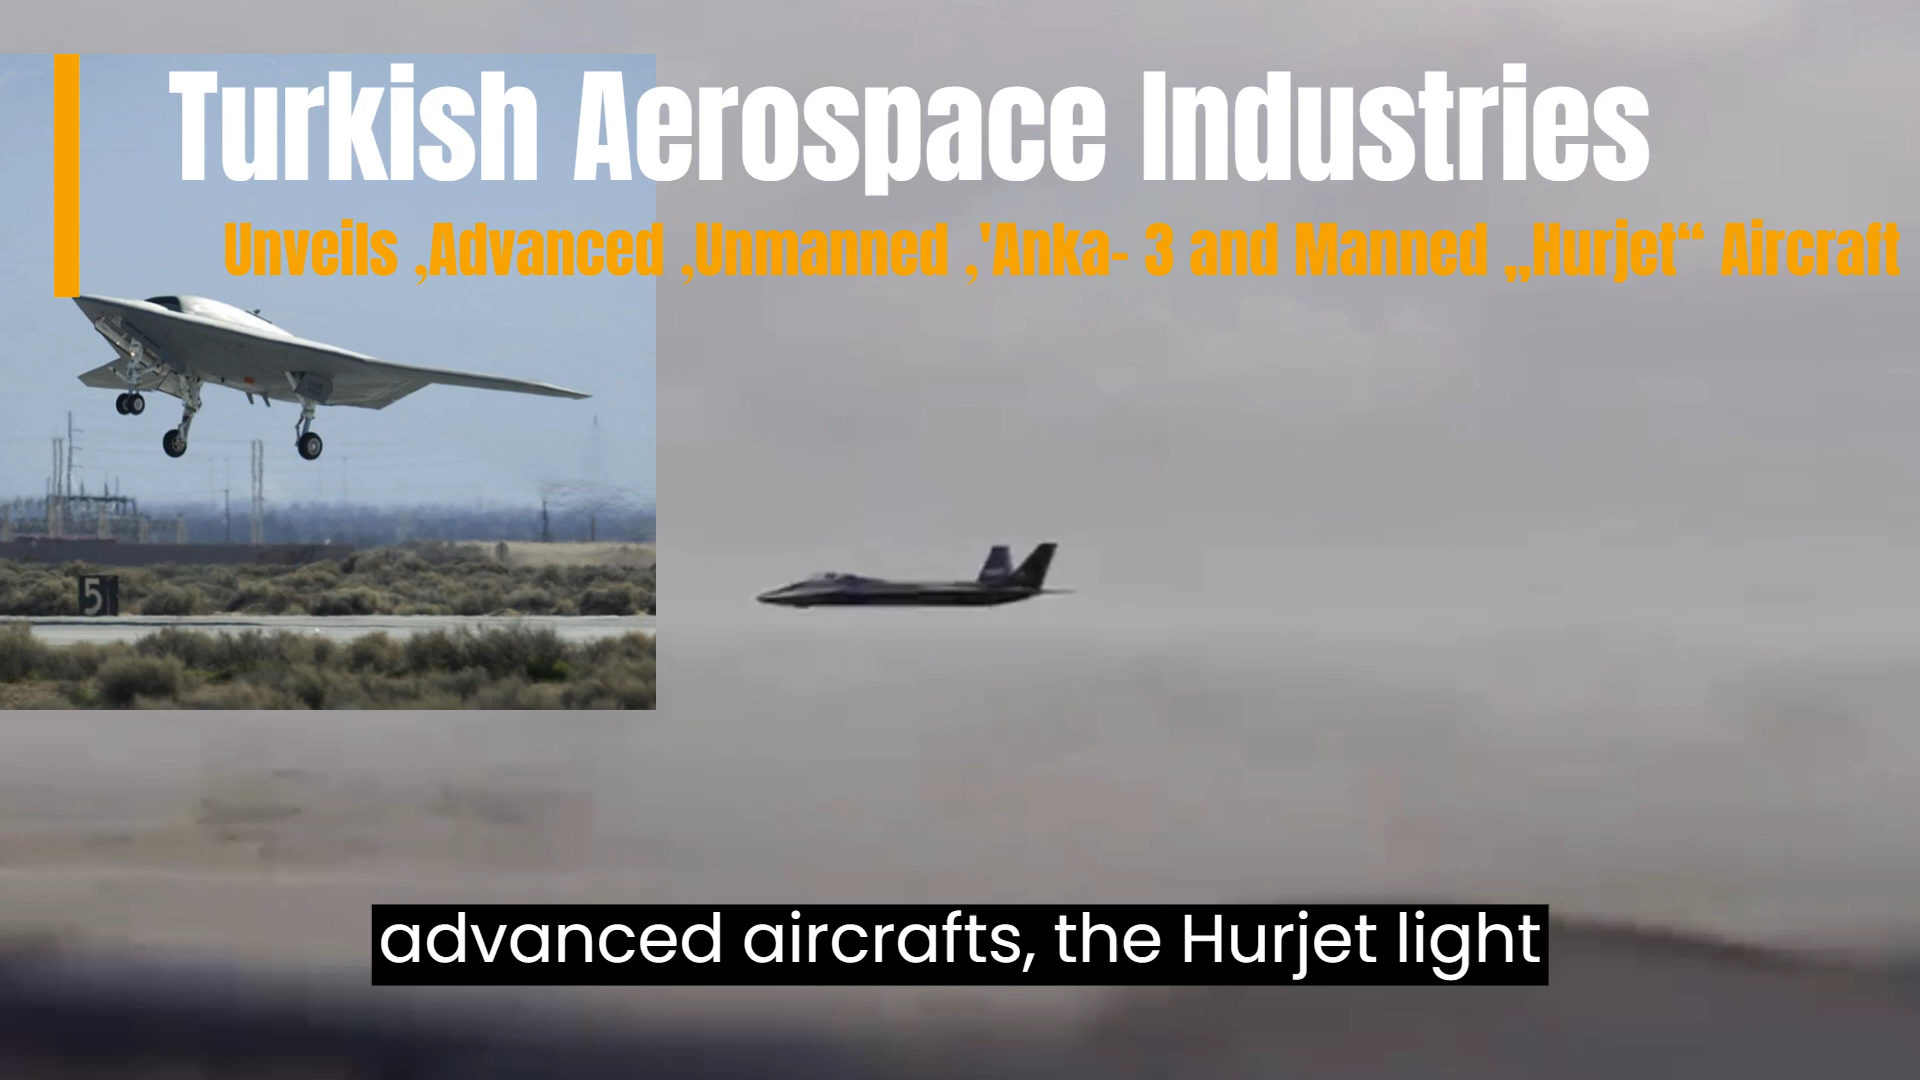 Turkish Aerospace Industries
Unveils ,Advanced ,Unmanned ,'Anka- 3 and Manned „Hurjet“ Aircraft
5
advanced aircrafts, the Hurjet light